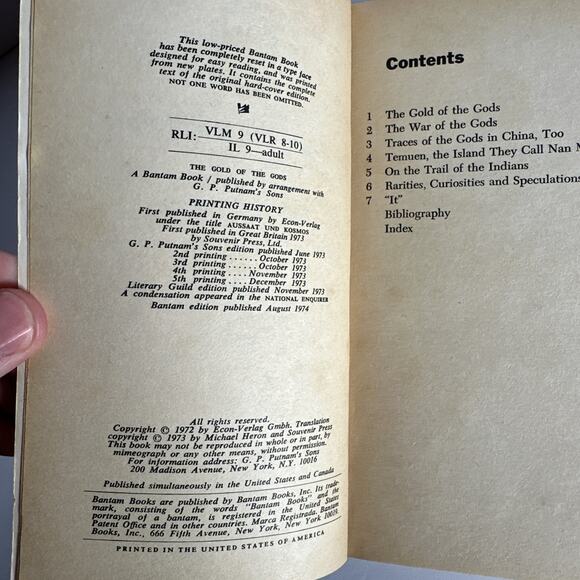 This low-priced Bantam Book
has been completely reset in a type face
designed for easy reading, and was printed
from new plates. It contains the complete
text of the original hard-cover edition.
NOT ONE WORD HAS BEEN OMITTED.
RLI: VLM 9 (VLR 8-10)
IL 9—adult
THE GOLD OF THE GODS
A Bantam Book / published by arrangement with
G. P. Putnam's Sons
PRINTING HISTORY
First published in Germany by Econ-Verlag
under the title AUSSAAT UND KOSMOS
First published in Great Britain 1973
by Souvenir Press, Ltd.
G. P. Putnam's Sons edition published June 1973
2nd printing ...... October 1973
3rd printing ...... October 1973
4th printing .... November 1973
5th printing .... December 1973
Literary Guild edition published November 1973
A condensation appeared in the NATIONAL ENQUIRER
Bantam edition published August 1974
All rights reserved.
Copyright © 1972 by Econ-Verlag Gmbh. Translation
copyright © 1973 by Michael Heron and Souvenir Press
This book may not be reproduced in whole or in part, by
mimeograph or any other means, without permission.
For information address: G. P. Putnam's Sons
200 Madison Avenue, New York, N.Y. 10016
Published simultaneously in the United States and Canada
Bantam Books are published by Bantam Books, Inc. Its trade-
mark, consisting of the words "Bantam Books" and the
portrayal of a bantam, is registered in the United States
Patent Office and in other countries. Marca Registrada. Bantam
Books, Inc., 666 Fifth Avenue, New York, N.Y. 10019.
PRINTED IN THE UNITED STATES OF AMERICA
Contents
1 The Gold of the Gods
2 The War of the Gods
3 Traces of the Gods in China, Too
4 Temuen, the Island They Call Nan M
5 On the Trail of the Indians
6 Rarities, Curiosities and Speculations
7 "It"
Bibliography
Index